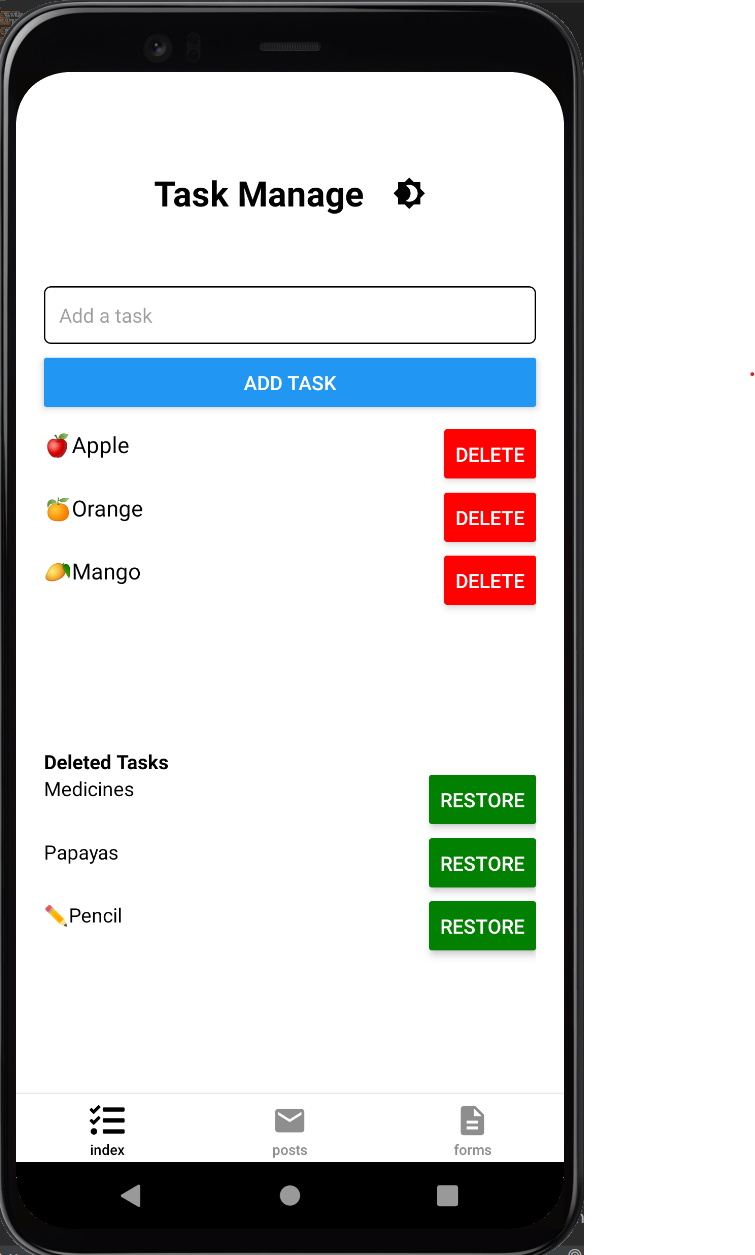 Task Manage
Add a task
ADD TASK
🍎Apple
DELETE
🍊Orange
DELETE
🥭Mango
DELETE
Deleted Tasks
Medicines
RESTORE
Papayas
RESTORE
✏️Pencil
RESTORE
index
posts
forms